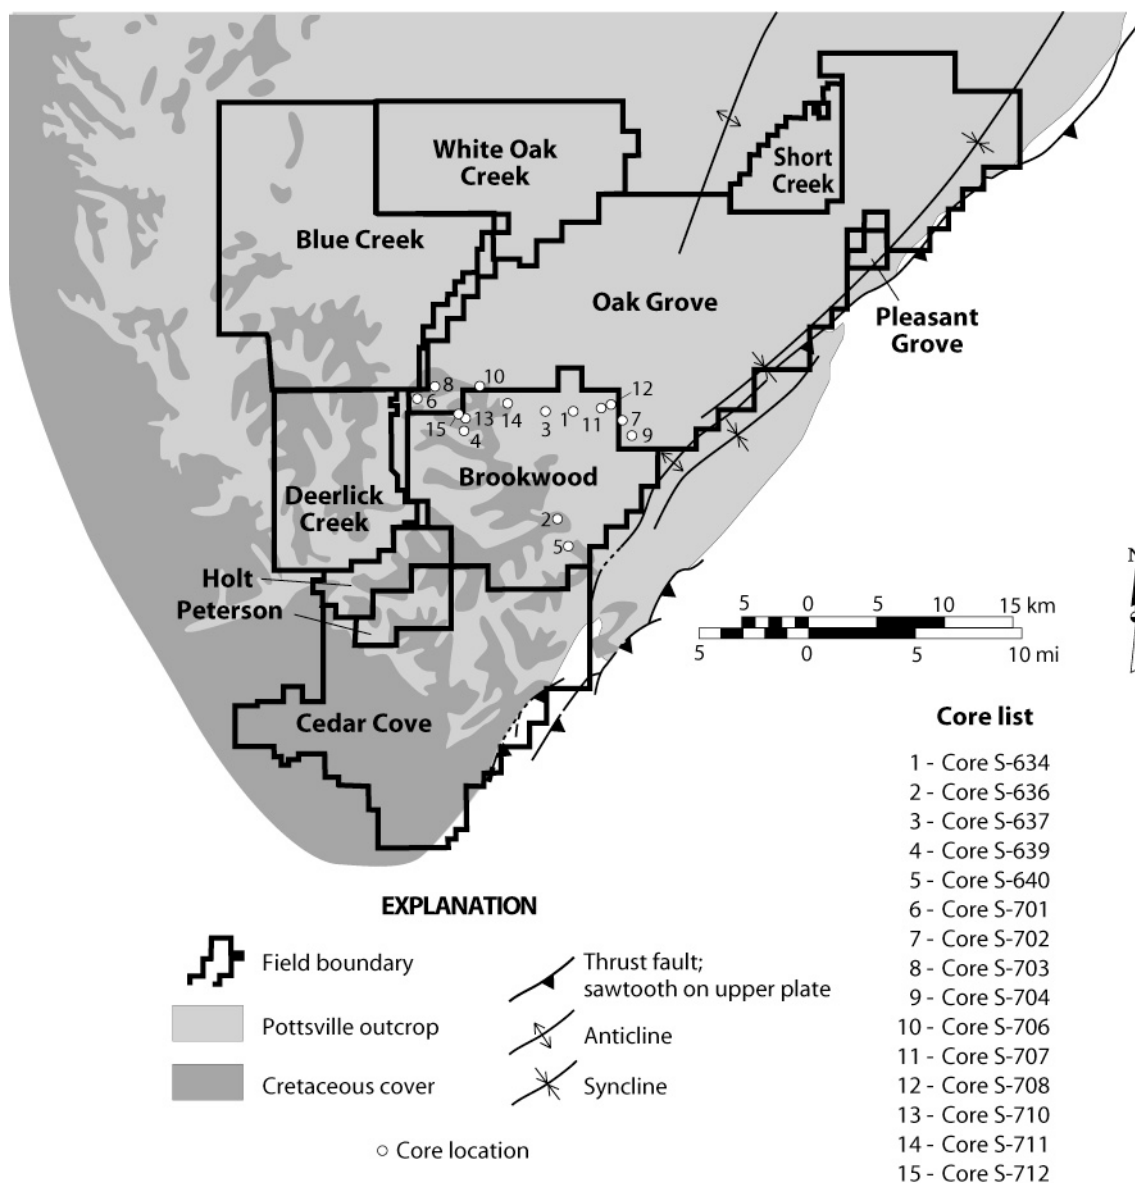 White Oak
Creek
Short
Creek
Blue Creek
Oak Grove
Pleasant
Grove
8
10
12
6
14
1
15
13
3
11
7
4
9
Brookwood
Deerlick
Creek
2
5
Holt
Peterson
N
5 0 5 10 15 km
5 0 5 10 mi
Cedar Cove
Core list
1 - Core S-634
2 - Core S-636
3 - Core S-637
4 - Core S-639
5 - Core S-640
6 - Core S-701
7 - Core S-702
8 - Core S-703
9 - Core S-704
10 - Core S-706
11 - Core S-707
12 - Core S-708
13 - Core S-710
14 - Core S-711
15 - Core S-712
EXPLANATION
Field boundary
Pottsville outcrop
Cretaceous cover
Thrust fault;
sawtooth on upper plate
Anticline
Syncline
Core location